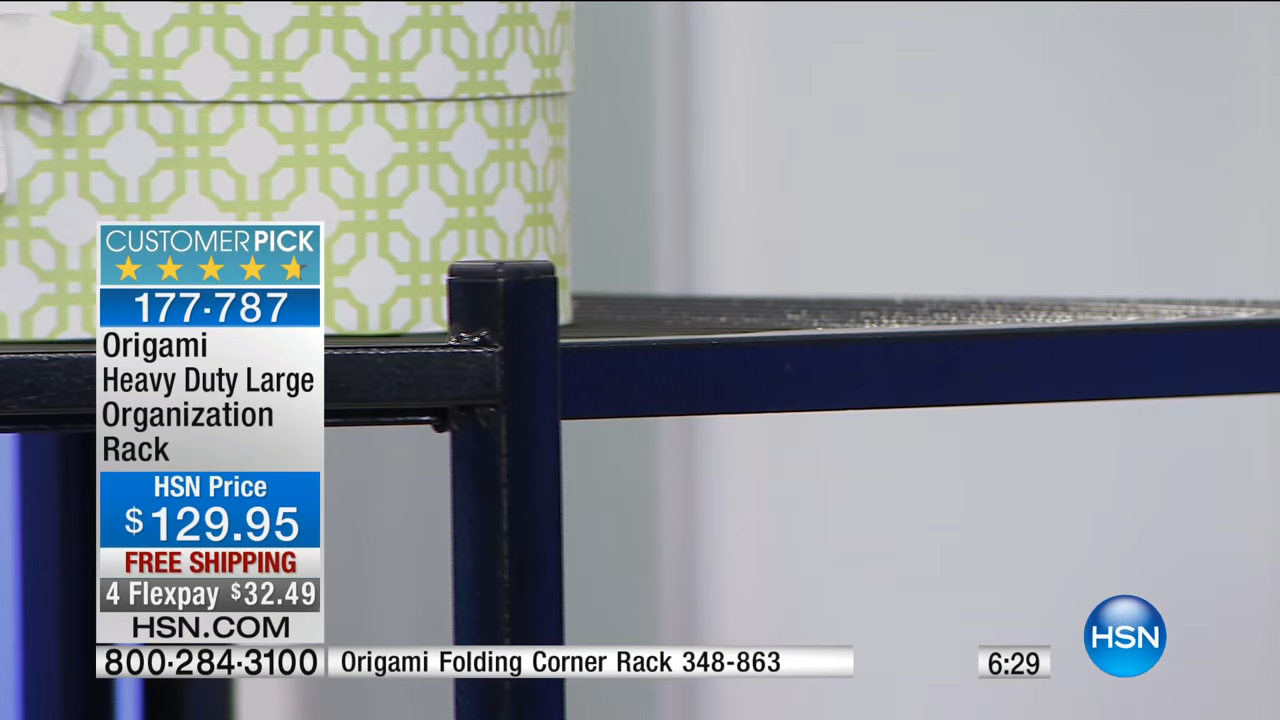 CUSTOMERPICK
177·787
Origami
Heavy Duty Large
Organization
Rack
HSN Price
$129.95
FREE SHIPPING
4 Flexpay $32.49
HSN.COM
800·284·3100
Origami Folding Corner Rack 348-863
6:29
HSN